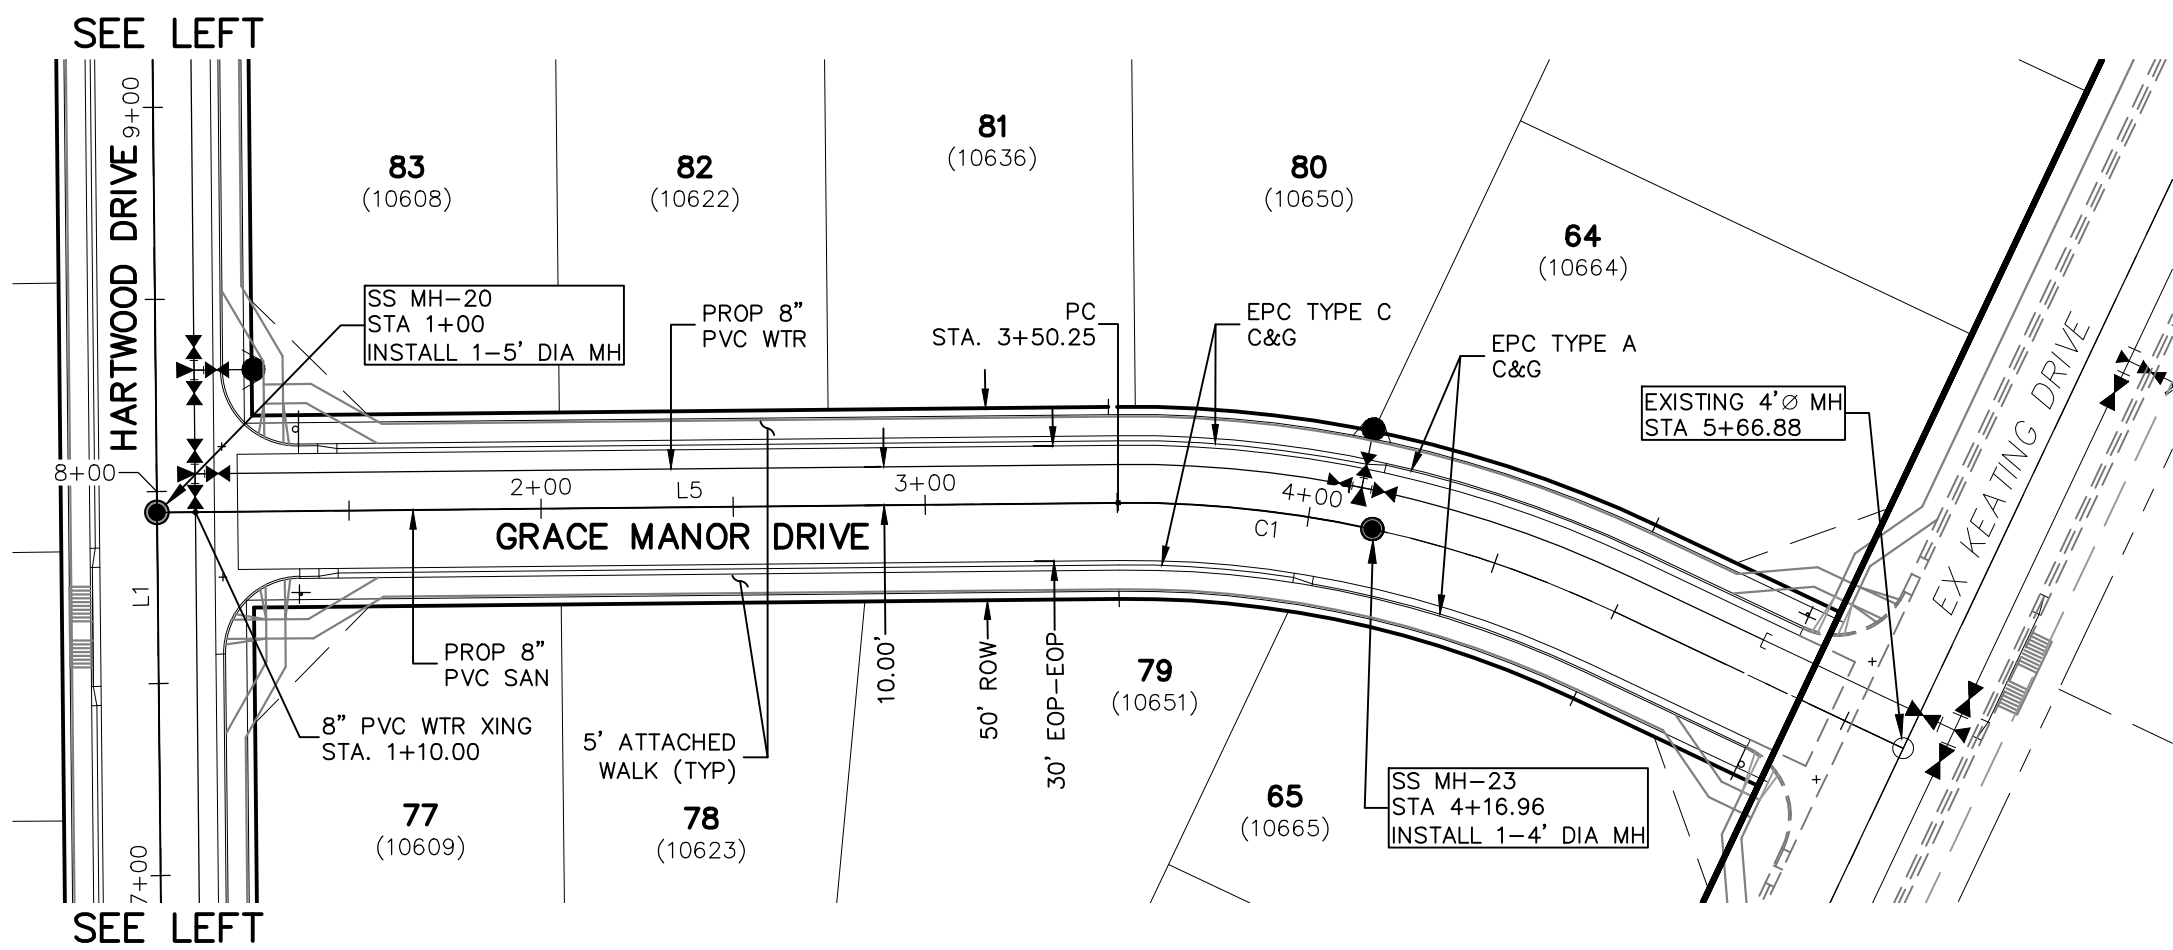 SEE LEFT
9+00
HARTWOOD DRIVE
8+00
L1
7+00
SEE LEFT
83
(10608)
82
(10622)
81
(10636)
80
(10650)
64
(10664)
SS MH-20
STA 1+00
INSTALL 1-5' DIA MH
PROP 8"
PVC WTR
PC
STA. 3+50.25
EPC TYPE C
C&G
EPC TYPE A
C&G
EXISTING 4'∅ MH
STA 5+66.88
EX KEATING DRIVE
2+00
L5
3+00
4+00
C1
GRACE MANOR DRIVE
PROP 8"
PVC SAN
8" PVC WTR XING
STA. 1+10.00
5' ATTACHED
WALK (TYP)
10.00'
50' ROW
30' EOP-EOP
79
(10651)
77
(10609)
78
(10623)
65
(10665)
SS MH-23
STA 4+16.96
INSTALL 1-4' DIA MH